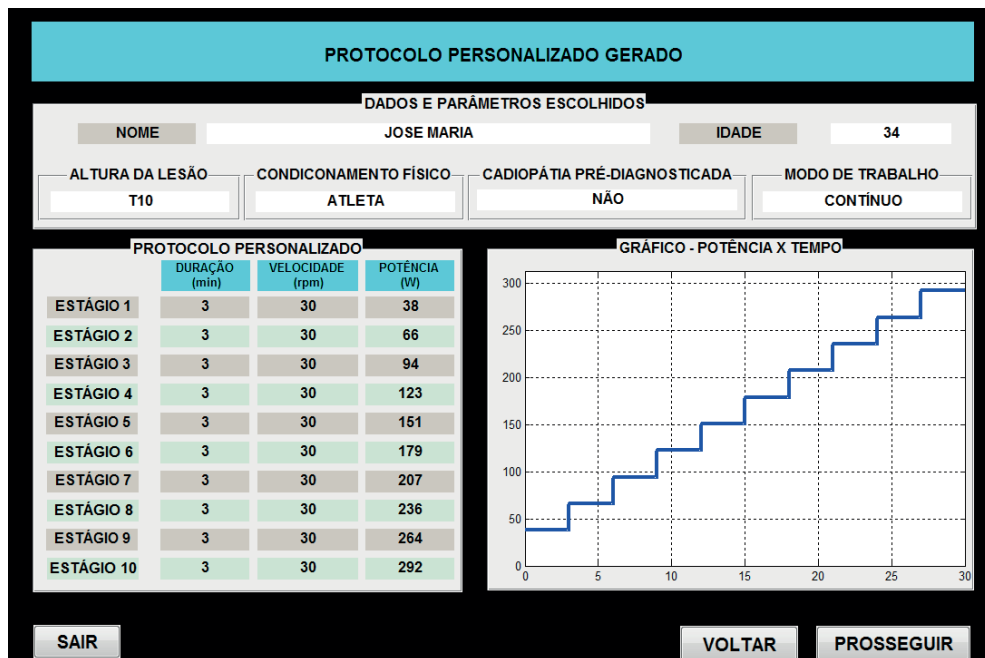 PROTOCOLO PERSONALIZADO GERADO
DADOS E PARÂMETROS ESCOLHIDOS
NOME JOSE MARIA IDADE 34
ALTURA DA LESÃO CONDICONAMENTO FÍSICO CADIOPÁTIA PRÉ-DIAGNOSTICADA MODO DE TRABALHO
T10 ATLETA NÃO CONTÍNUO
PROTOCOLO PERSONALIZADO
DURAÇÃO (min) VELOCIDADE (rpm) POTÊNCIA (W)
ESTÁGIO 1 3 30 38
ESTÁGIO 2 3 30 66
ESTÁGIO 3 3 30 94
ESTÁGIO 4 3 30 123
ESTÁGIO 5 3 30 151
ESTÁGIO 6 3 30 179
ESTÁGIO 7 3 30 207
ESTÁGIO 8 3 30 236
ESTÁGIO 9 3 30 264
ESTÁGIO 10 3 30 292
GRÁFICO - POTÊNCIA X TEMPO
300
250
200
150
100
50
0
0 5 10 15 20 25 30
SAIR VOLTAR PROSSEGUIR